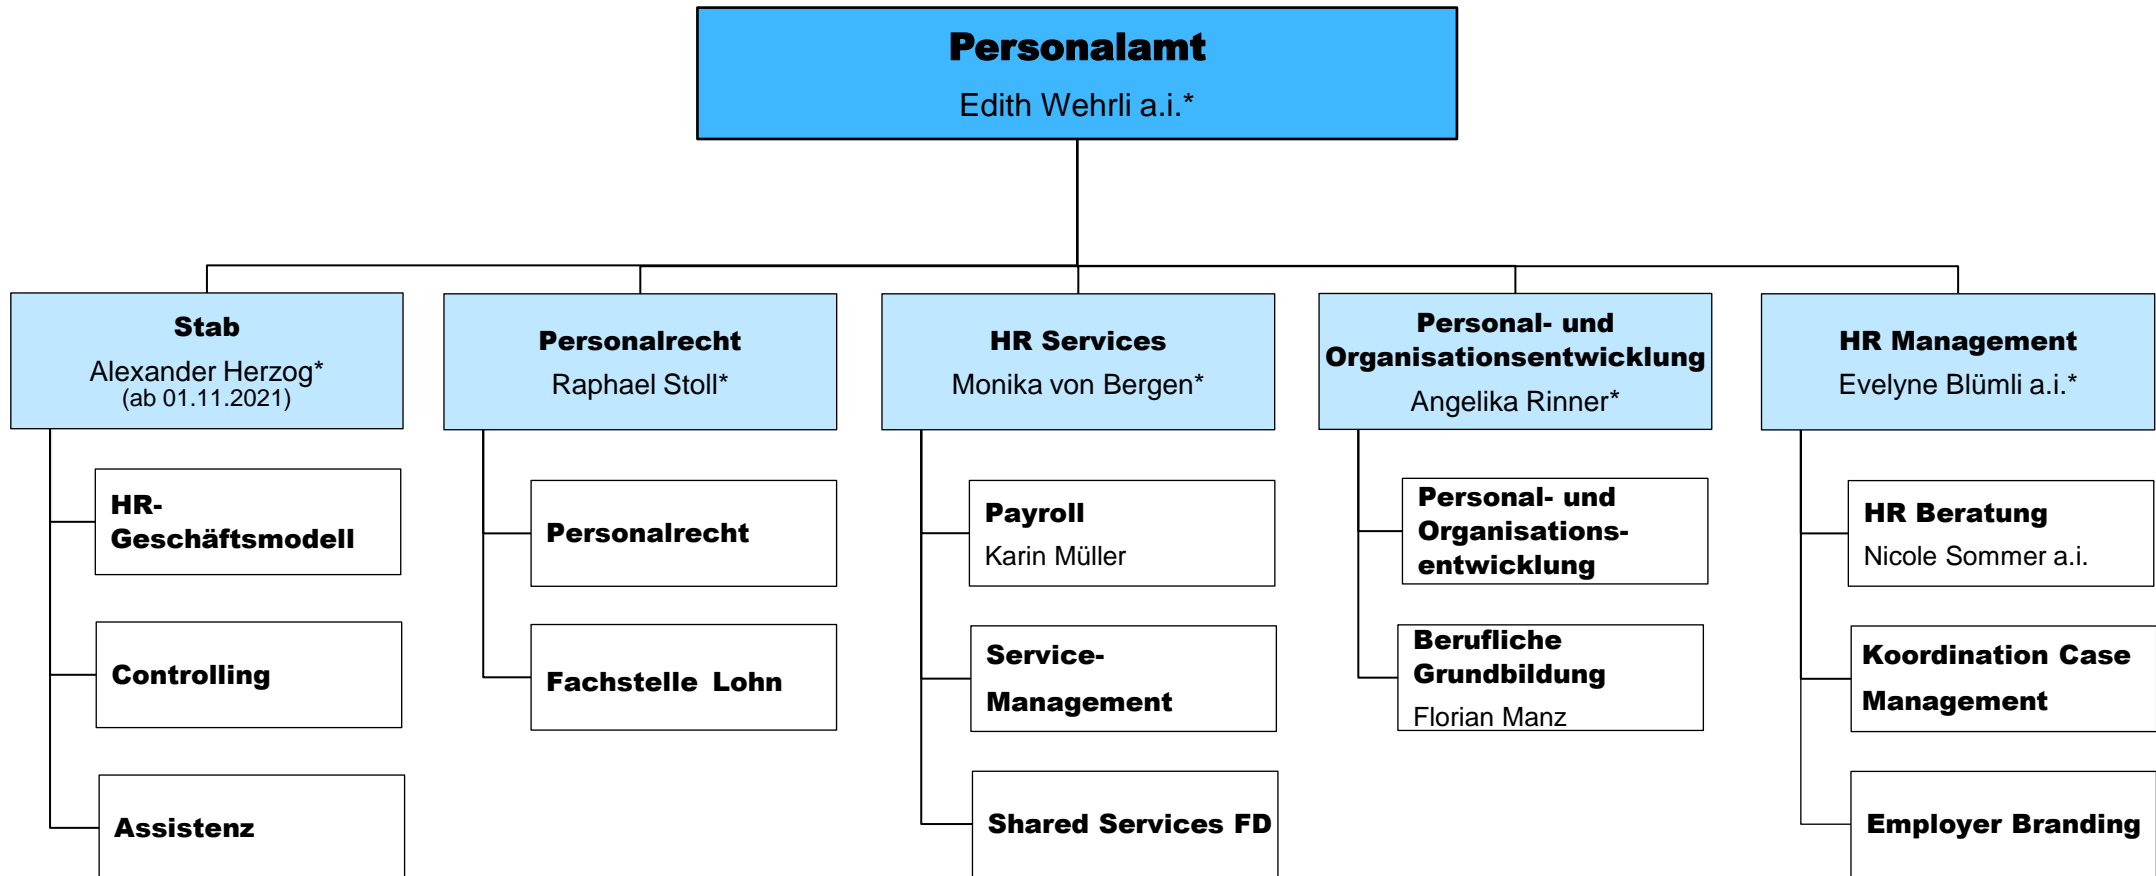 Personalamt
Edith Wehrli a.i.*
Stab
Alexander Herzog*
(ab 01.11.2021)
Personalrecht
Raphael Stoll*
HR Services
Monika von Bergen*
Personal- und
Organisationsentwicklung
Angelika Rinner*
HR Management
Evelyne Blümli a.i.*
HR-
Geschäftsmodell
Controlling
Assistenz
Personalrecht
Fachstelle Lohn
Payroll
Karin Müller
Service-
Management
Shared Services FD
Personal- und
Organisations-
entwicklung
Berufliche
Grundbildung
Florian Manz
HR Beratung
Nicole Sommer a.i.
Koordination Case
Management
Employer Branding